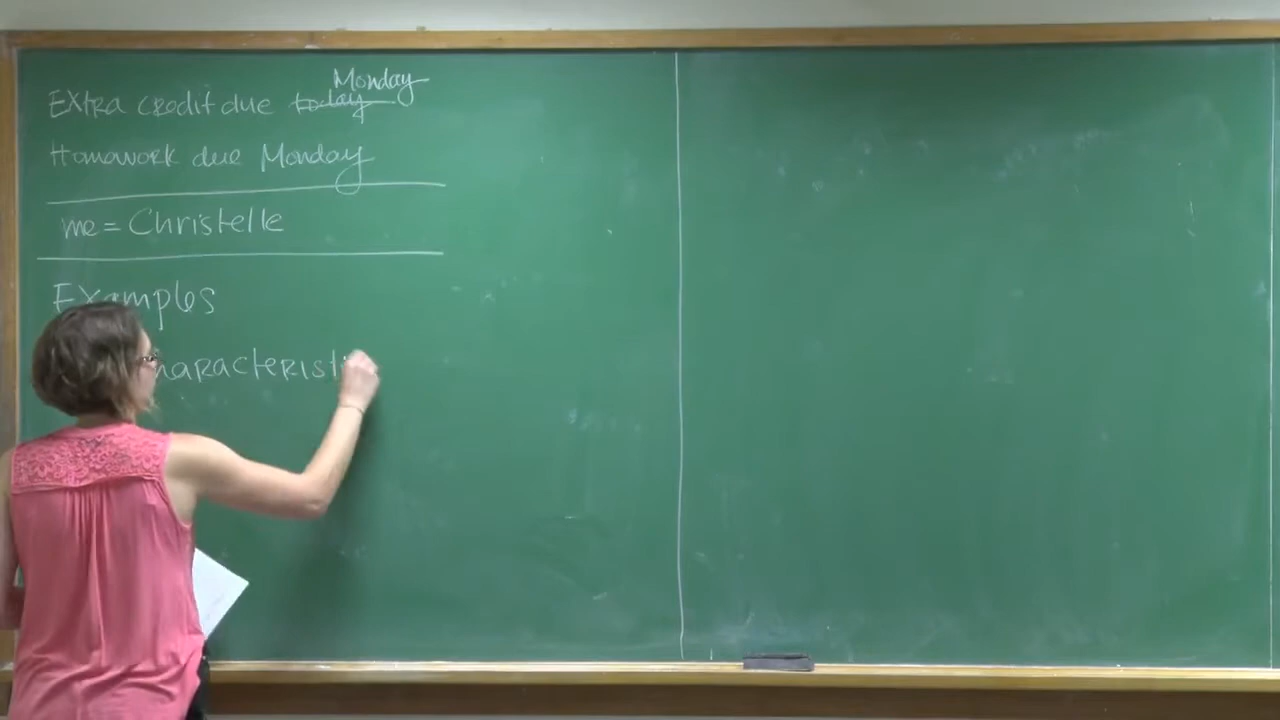 Monday
Extra credit due today
Homework due Monday
me = Christelle
Examples